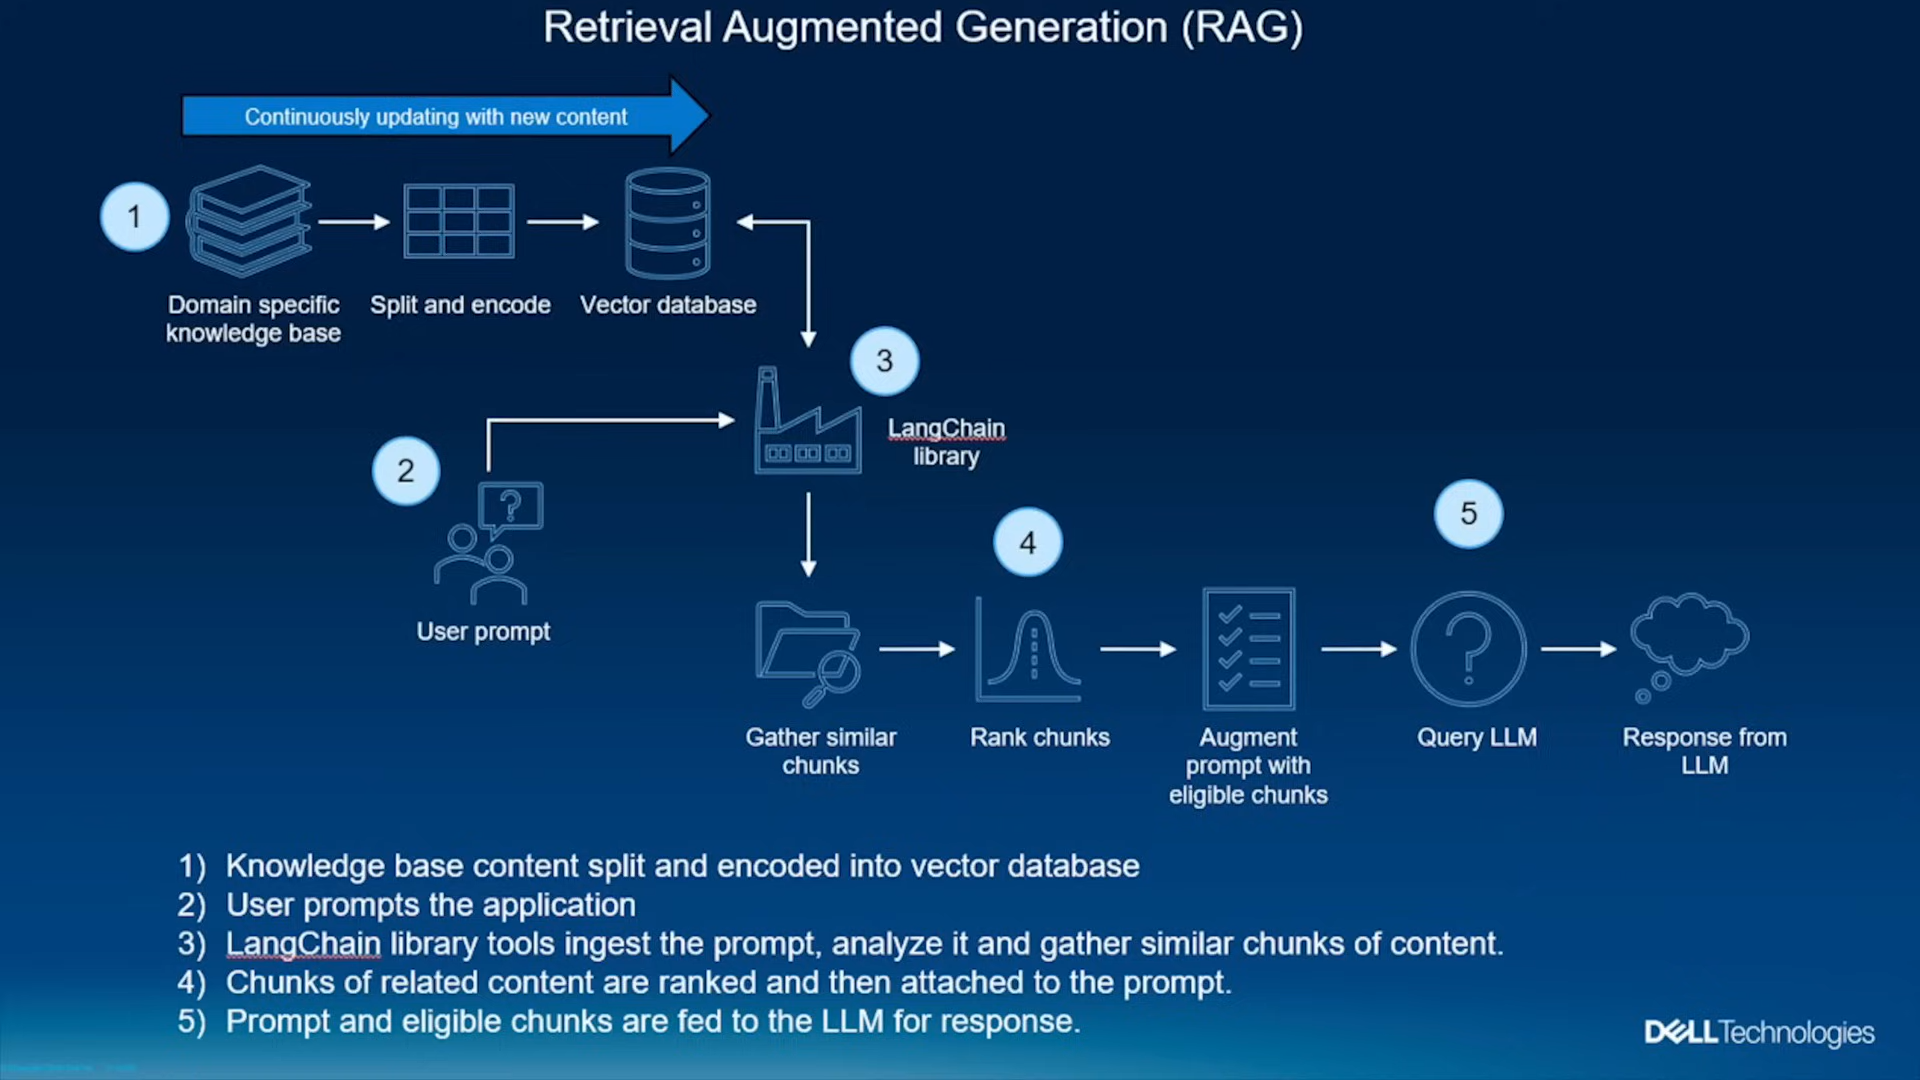 Retrieval Augmented Generation (RAG)
Continuously updating with new content
1
Domain specific
knowledge base
Split and encode
Vector database
3
LangChain
library
2
User prompt
4
5
Gather similar
chunks
Rank chunks
Augment
prompt with
eligible chunks
Query LLM
Response from
LLM
1) Knowledge base content split and encoded into vector database
2) User prompts the application
3) LangChain library tools ingest the prompt, analyze it and gather similar chunks of content.
4) Chunks of related content are ranked and then attached to the prompt.
5) Prompt and eligible chunks are fed to the LLM for response.
DELL Technologies